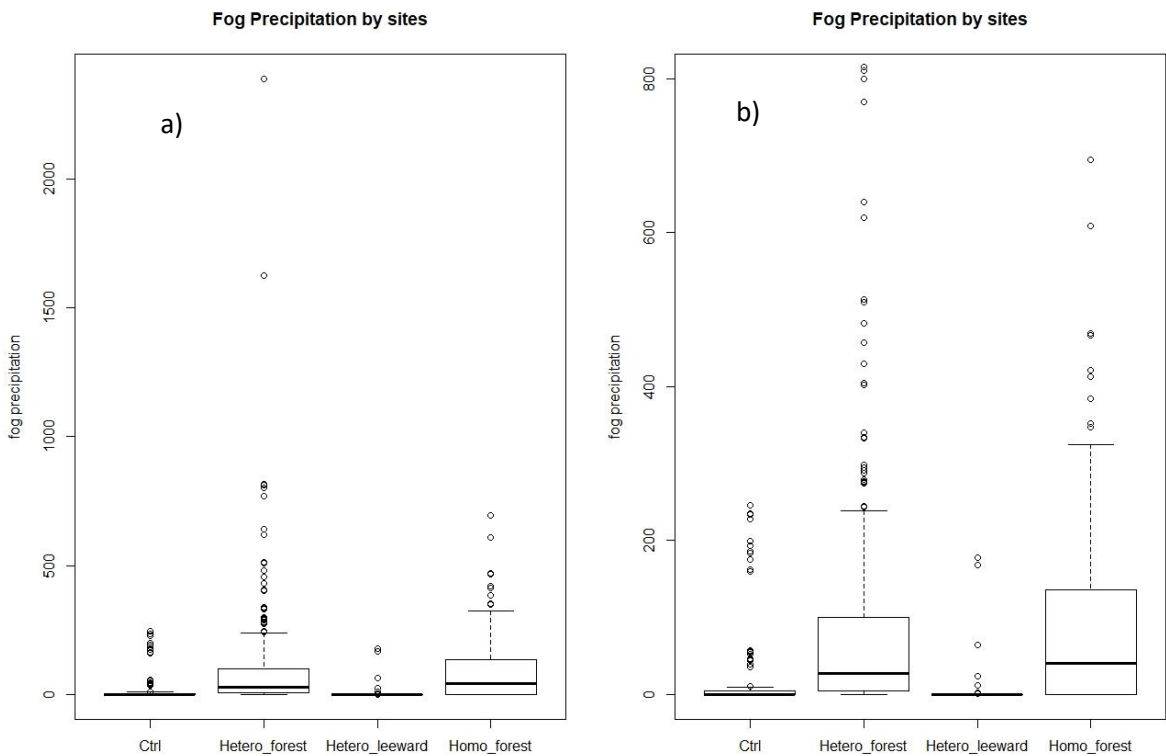 Fog Precipitation by sites
a)
fog precipitation
2000
1500
1000
500
0
Ctrl Hetero_forest Hetero_leeward Homo_forest
Fog Precipitation by sites
b)
fog precipitation
800
600
400
200
0
Ctrl Hetero_forest Hetero_leeward Homo_forest